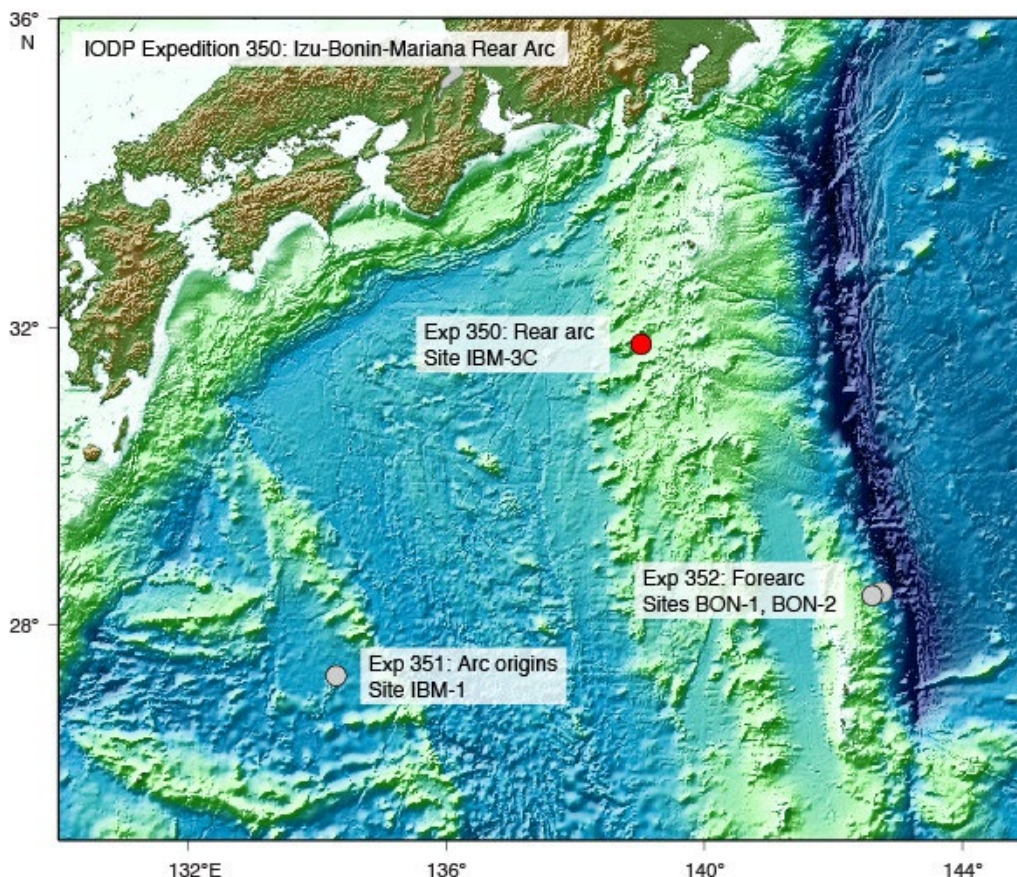 36°
N
IODP Expedition 350: Izu-Bonin-Mariana Rear Arc
32°
Exp 350: Rear arc
Site IBM-3C
Exp 352: Forearc
Sites BON-1, BON-2
28°
Exp 351: Arc origins
Site IBM-1
132°E
136°
140°
144°